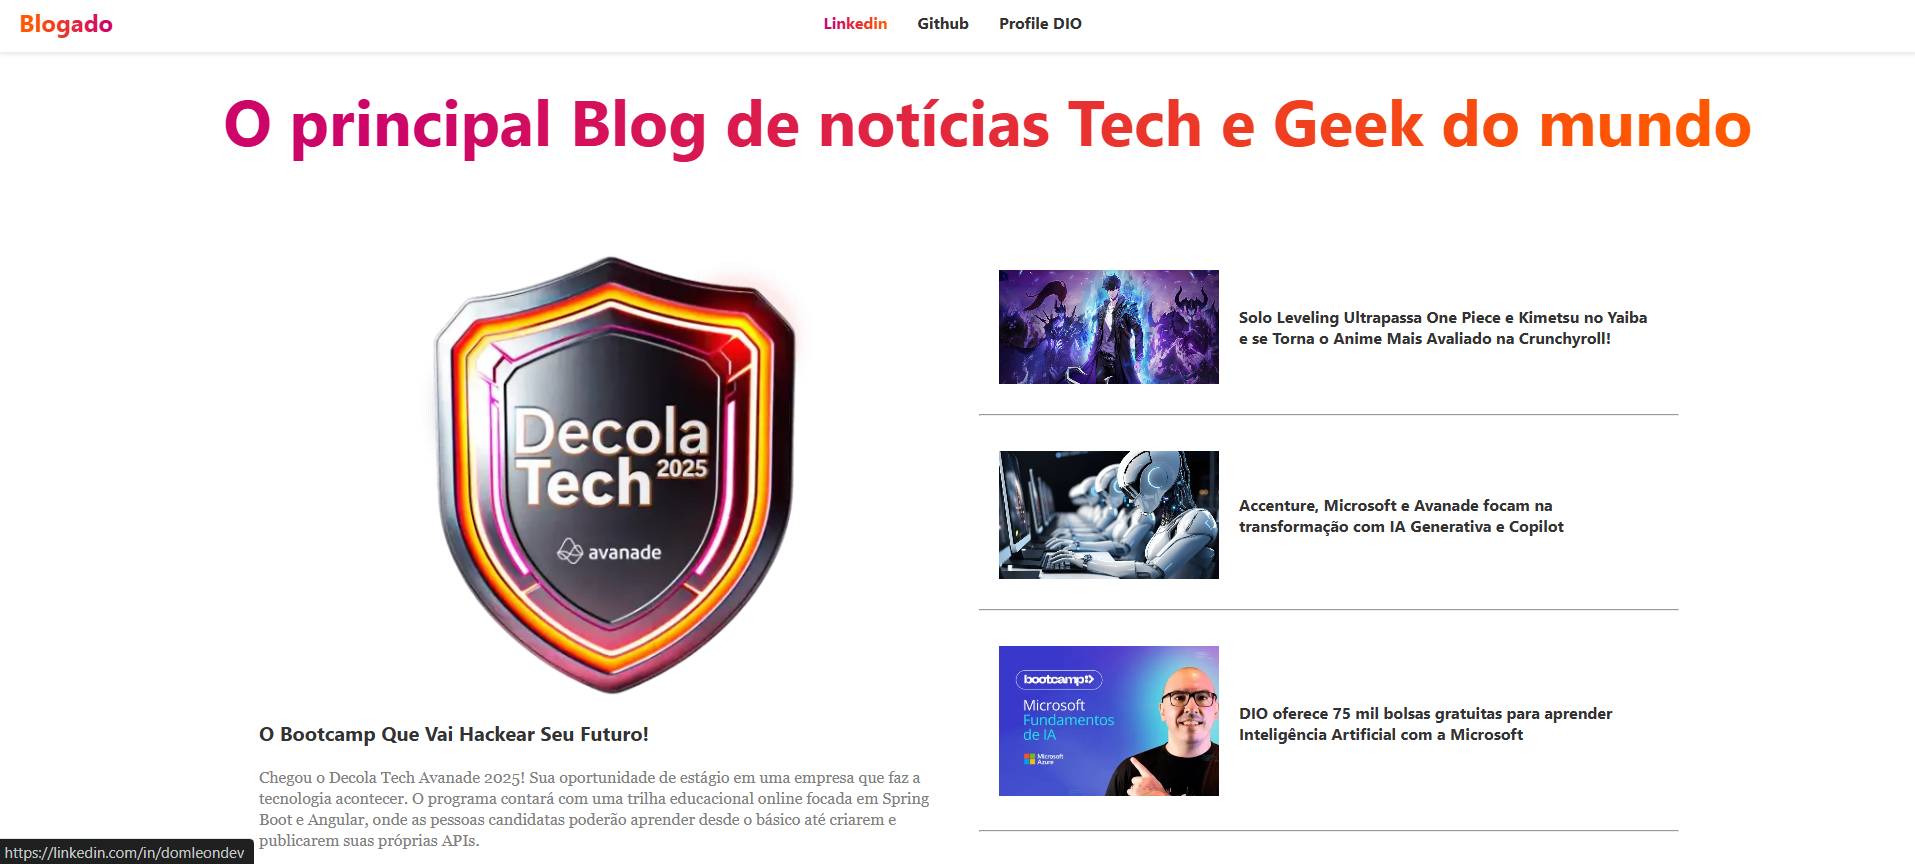 Blogado
Linkedin
Github
Profile DIO
O principal Blog de notícias Tech e Geek do mundo
Decola
Tech 2025
avanade
O Bootcamp Que Vai Hackear Seu Futuro!
Chegou o Decola Tech Avanade 2025! Sua oportunidade de estágio em uma empresa que faz a
tecnologia acontecer. O programa contará com uma trilha educacional online focada em Spring
Boot e Angular, onde as pessoas candidatas poderão aprender desde o básico até criarem e
publicarem suas próprias APIs.
Solo Leveling Ultrapassa One Piece e Kimetsu no Yaiba
e se Torna o Anime Mais Avaliado na Crunchyroll!
Accenture, Microsoft e Avanade focam na
transformação com IA Generativa e Copilot
bootcamp
Microsoft
Fundamentos
de IA
Microsoft
Azure
DIO oferece 75 mil bolsas gratuitas para aprender
Inteligência Artificial com a Microsoft
https://linkedin.com/in/domleondev